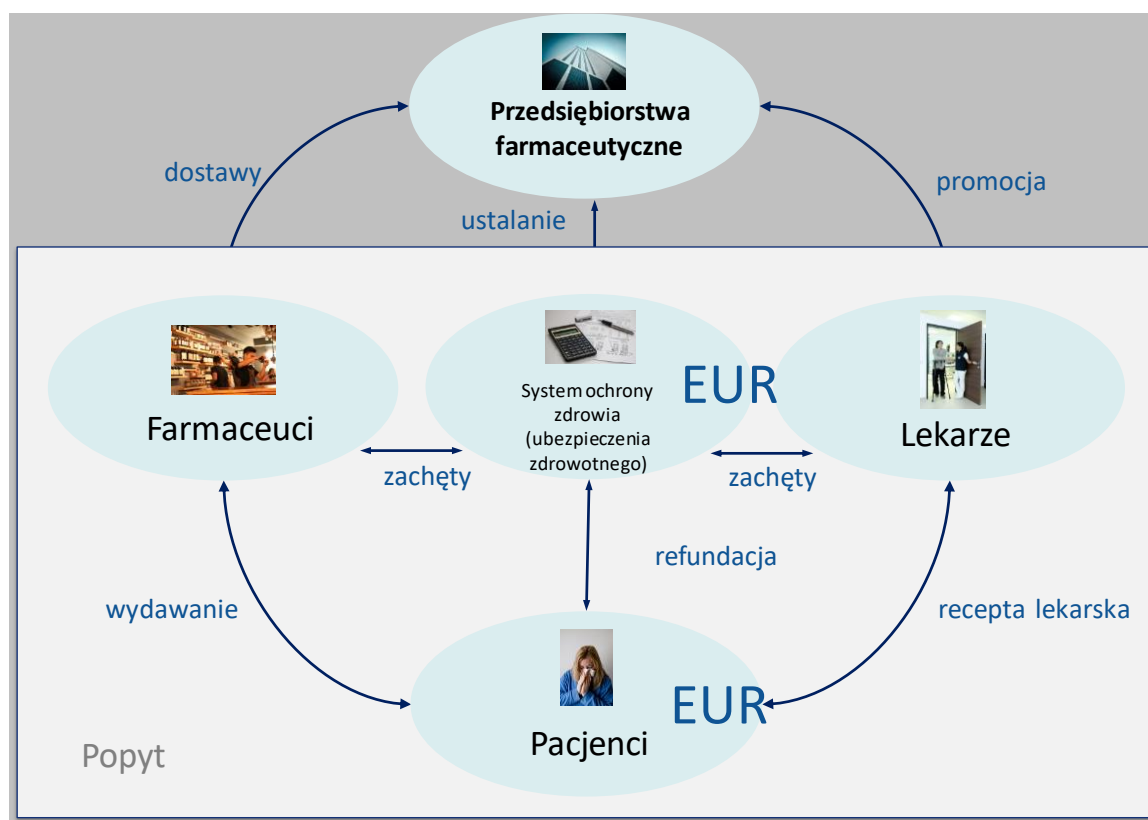 Przedsiębiorstwa
farmaceutyczne
dostawy
promocja
ustalanie
Farmaceuci
System ochrony
zdrowia
(ubezpieczenia
zdrowotnego)
EUR
Lekarze
zachęty
zachęty
refundacja
wydawanie
recepta lekarska
EUR
Pacjenci
Popyt